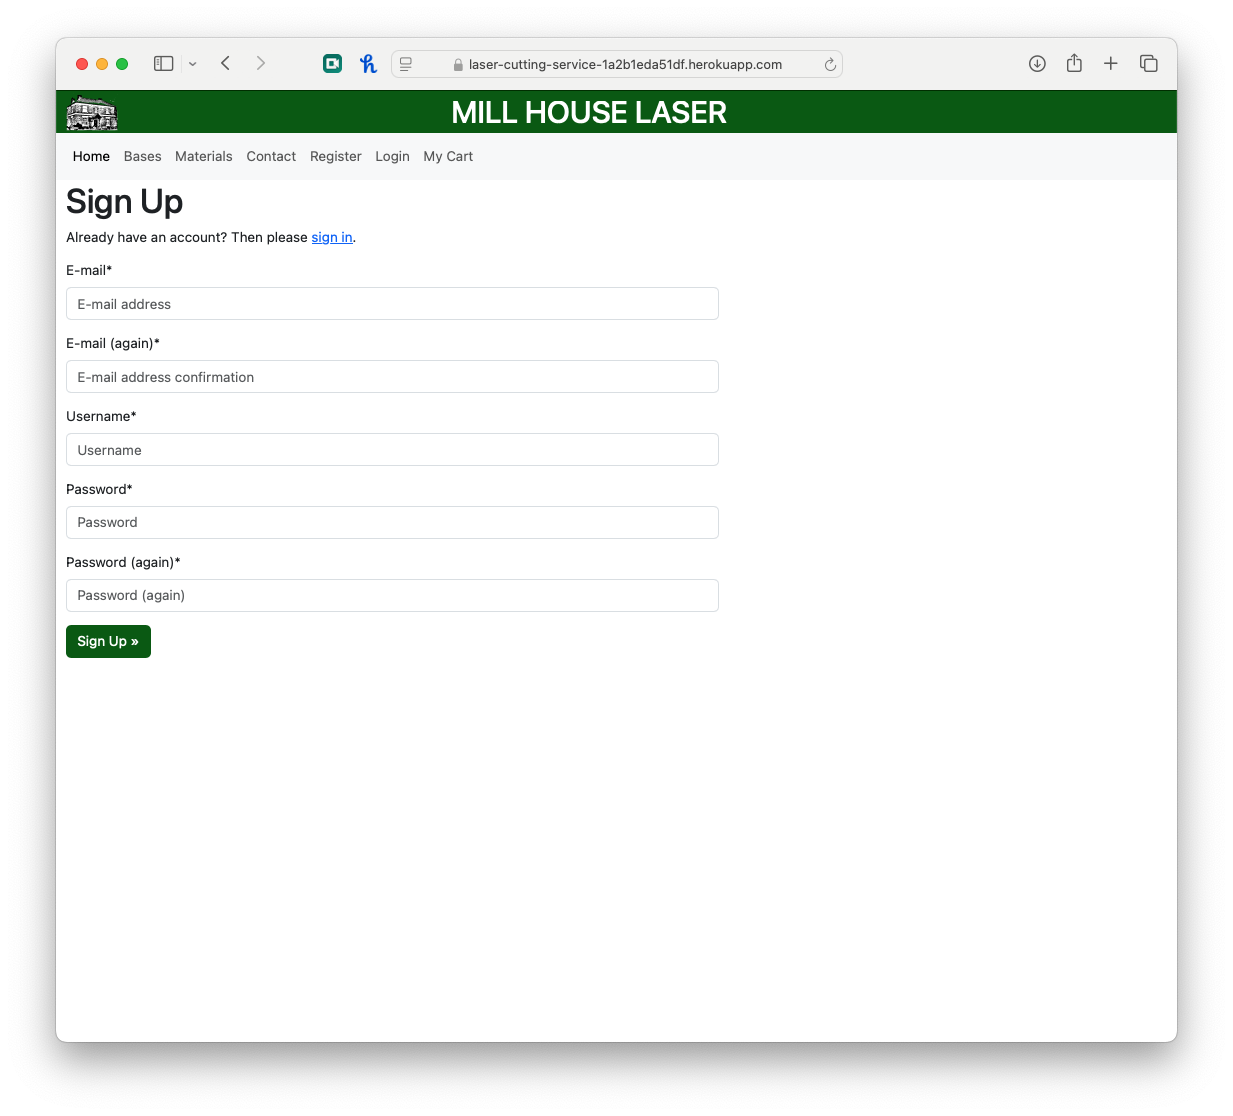 laser-cutting-service-1a2b1eda51df.herokuapp.com
MILL HOUSE LASER
Home Bases Materials Contact Register Login My Cart
Sign Up
Already have an account? Then please sign in.
E-mail*
E-mail address
E-mail (again)*
E-mail address confirmation
Username*
Username
Password*
Password
Password (again)*
Password (again)
Sign Up »